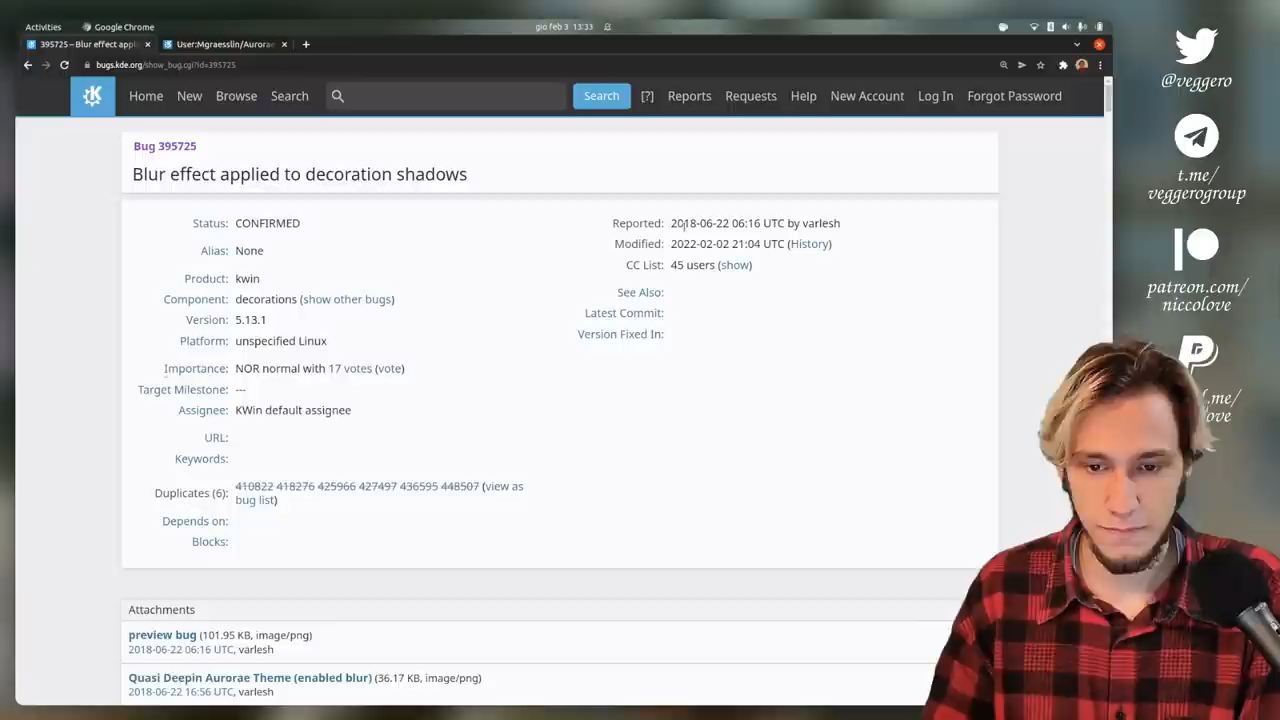 Activities Google Chrome gio feb 3 13:33
395725 – Blur effect appl User:Mgraesslin/Aurorae
bugs.kde.org/show_bug.cgi?id=395725
Home New Browse Search Search [?] Reports Requests Help New Account Log In Forgot Password
Bug 395725
Blur effect applied to decoration shadows
Status: CONFIRMED
Alias: None
Product: kwin
Component: decorations (show other bugs)
Version: 5.13.1
Platform: unspecified Linux
Importance: NOR normal with 17 votes (vote)
Target Milestone: ---
Assignee: KWin default assignee
URL:
Keywords:
Duplicates (6): 410822 418276 425966 427497 436595 448507 (view as
bug list)
Depends on:
Blocks:
Reported: 2018-06-22 06:16 UTC by varlesh
Modified: 2022-02-02 21:04 UTC (History)
CC List: 45 users (show)
See Also:
Latest Commit:
Version Fixed In:
Attachments
preview bug (101.95 KB, image/png)
2018-06-22 06:16 UTC, varlesh
Quasi Deepin Aurorae Theme (enabled blur) (36.17 KB, image/png)
2018-06-22 16:56 UTC, varlesh
@veggero
t.me/
veggerogroup
patreon.com/
niccolove
.me/
ove